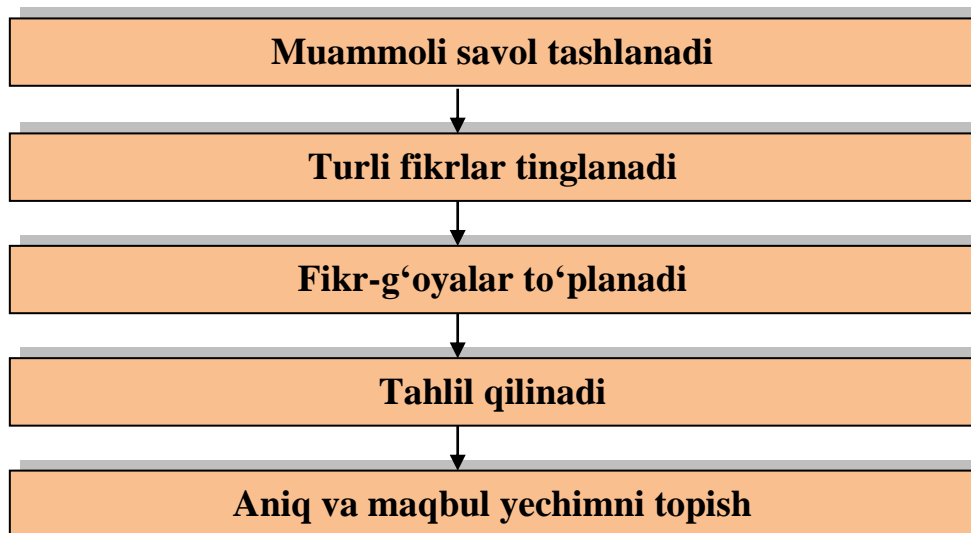 Muammoli savol tashlanadi
Turli fikrlar tinglanadi
Fikr-g‘oyalar to‘planadi
Tahlil qilinadi
Aniq va maqbul yechimni topish